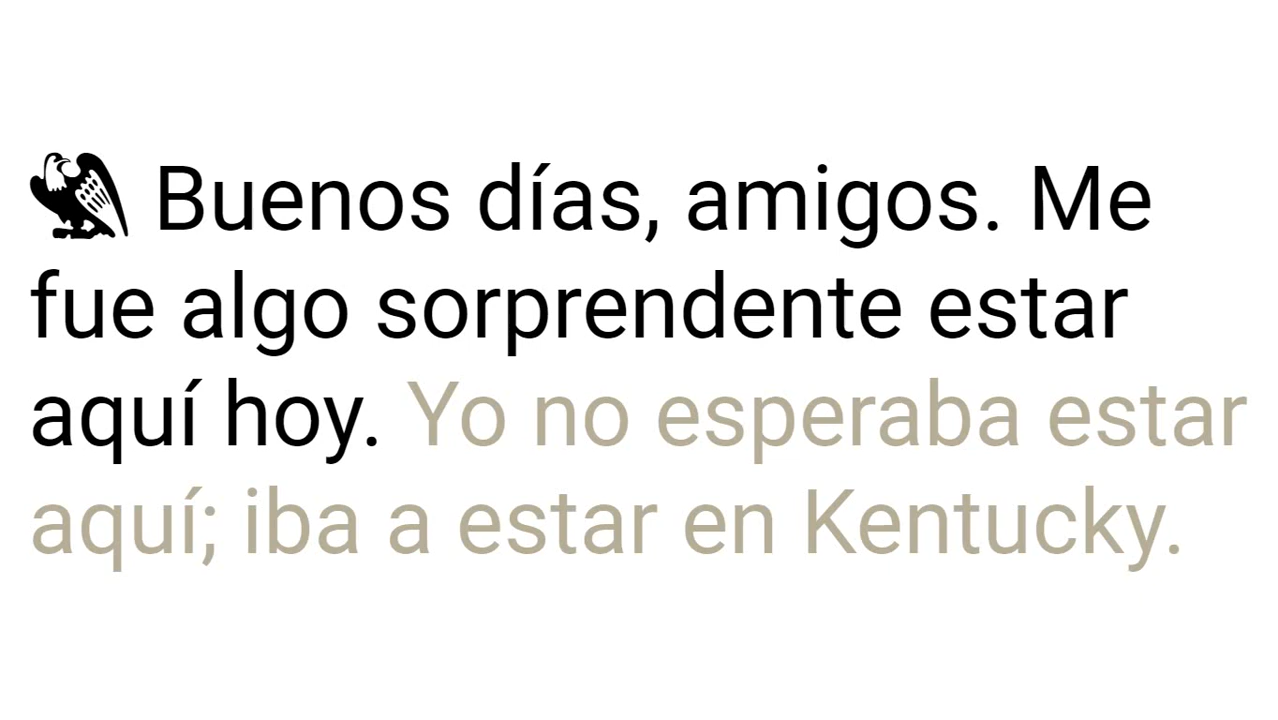 Buenos días, amigos. Me
fue algo sorprendente estar
aquí hoy. Yo no esperaba estar
aquí; iba a estar en Kentucky.